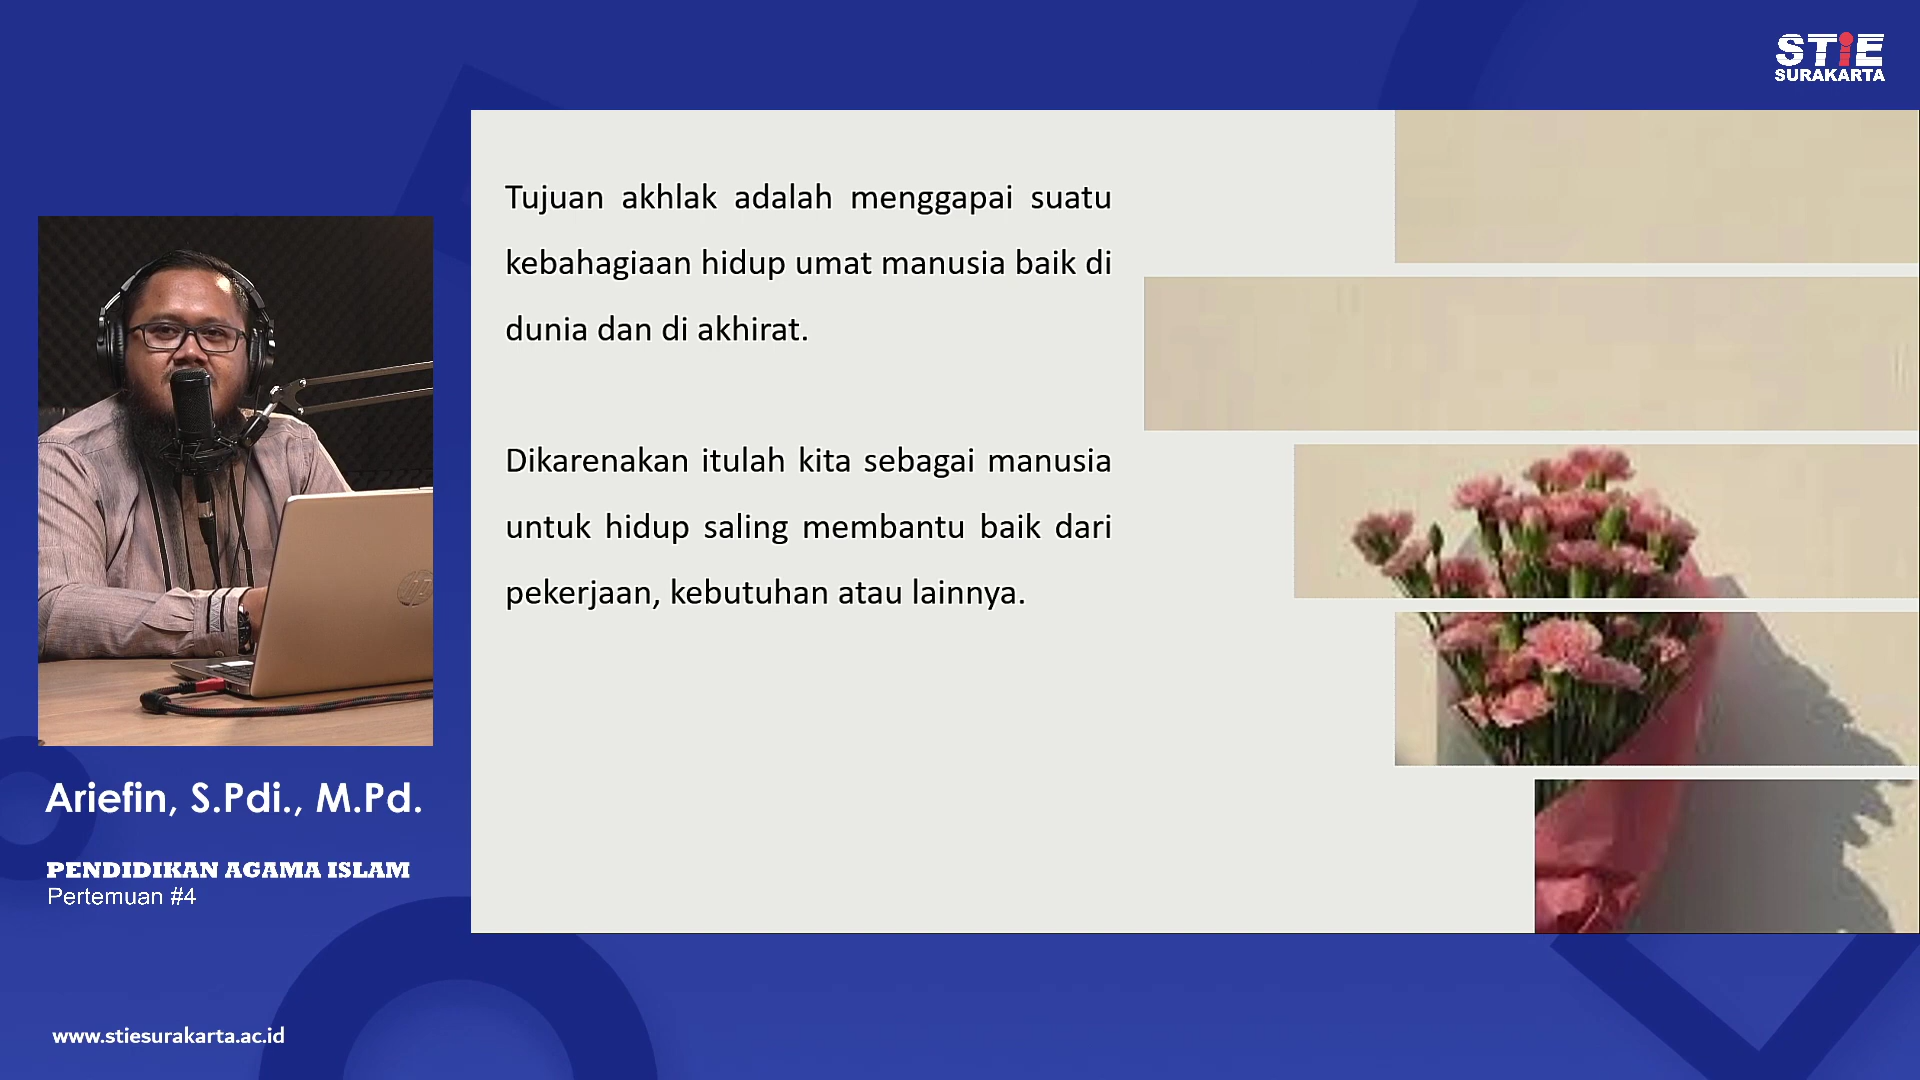 STIE
SURAKARTA
Tujuan akhlak adalah menggapai suatu
kebahagiaan hidup umat manusia baik di
dunia dan di akhirat.
Dikarenakan itulah kita sebagai manusia
untuk hidup saling membantu baik dari
pekerjaan, kebutuhan atau lainnya.
hp
Ariefin, S.Pdi., M.Pd.
PENDIDIKAN AGAMA ISLAM
Pertemuan #4
www.stiesurakarta.ac.id